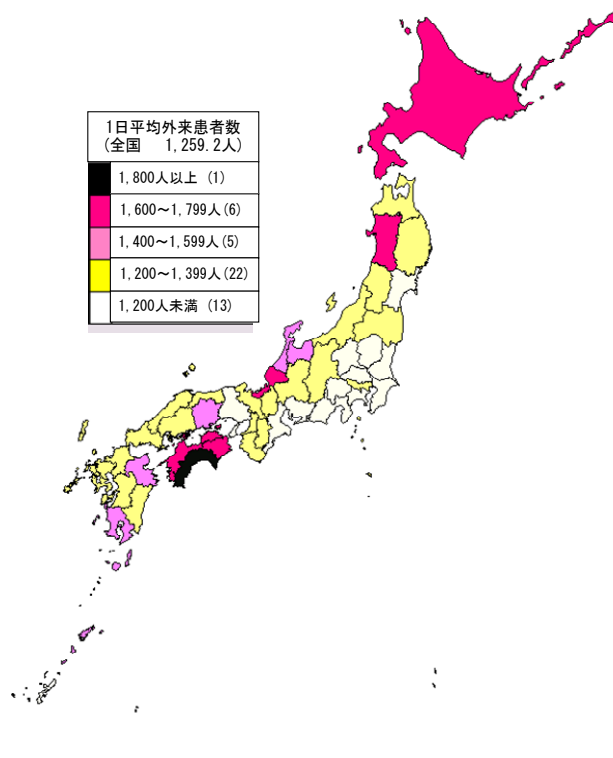 1日平均外来患者数
(全国　1,259.2人)
1,800人以上 (1)
1,600～1,799人(6)
1,400～1,599人(5)
1,200～1,399人(22)
1,200人未満 (13)